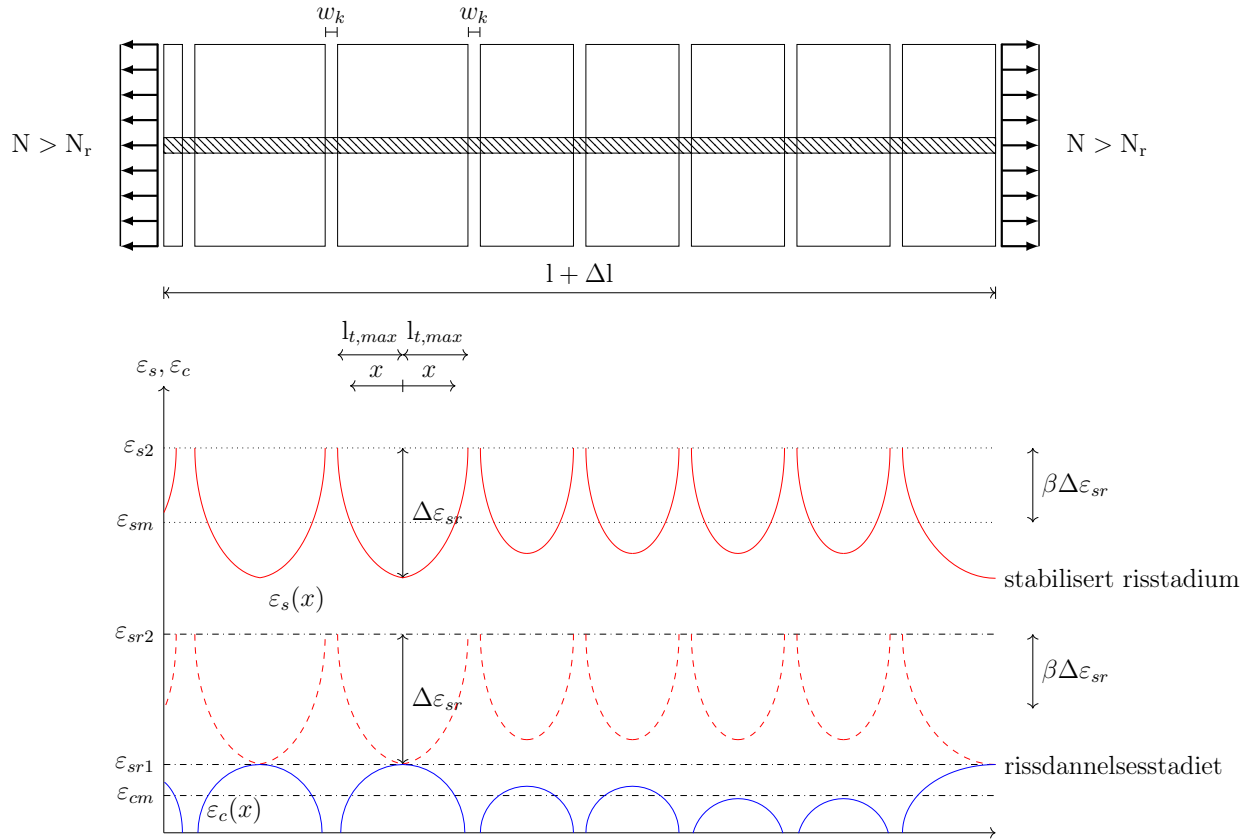 w_k w_k
N > N_r N > N_r
l + Δl
l_{t,max} l_{t,max}
x x
ε_s, ε_c
ε_{s2}
βΔε_{sr}
Δε_{sr}
ε_{sm}
stabilisert risstadium
ε_s(x)
ε_{sr2}
βΔε_{sr}
Δε_{sr}
ε_{sr1}
rissdannelsesstadiet
ε_{cm}
ε_c(x)